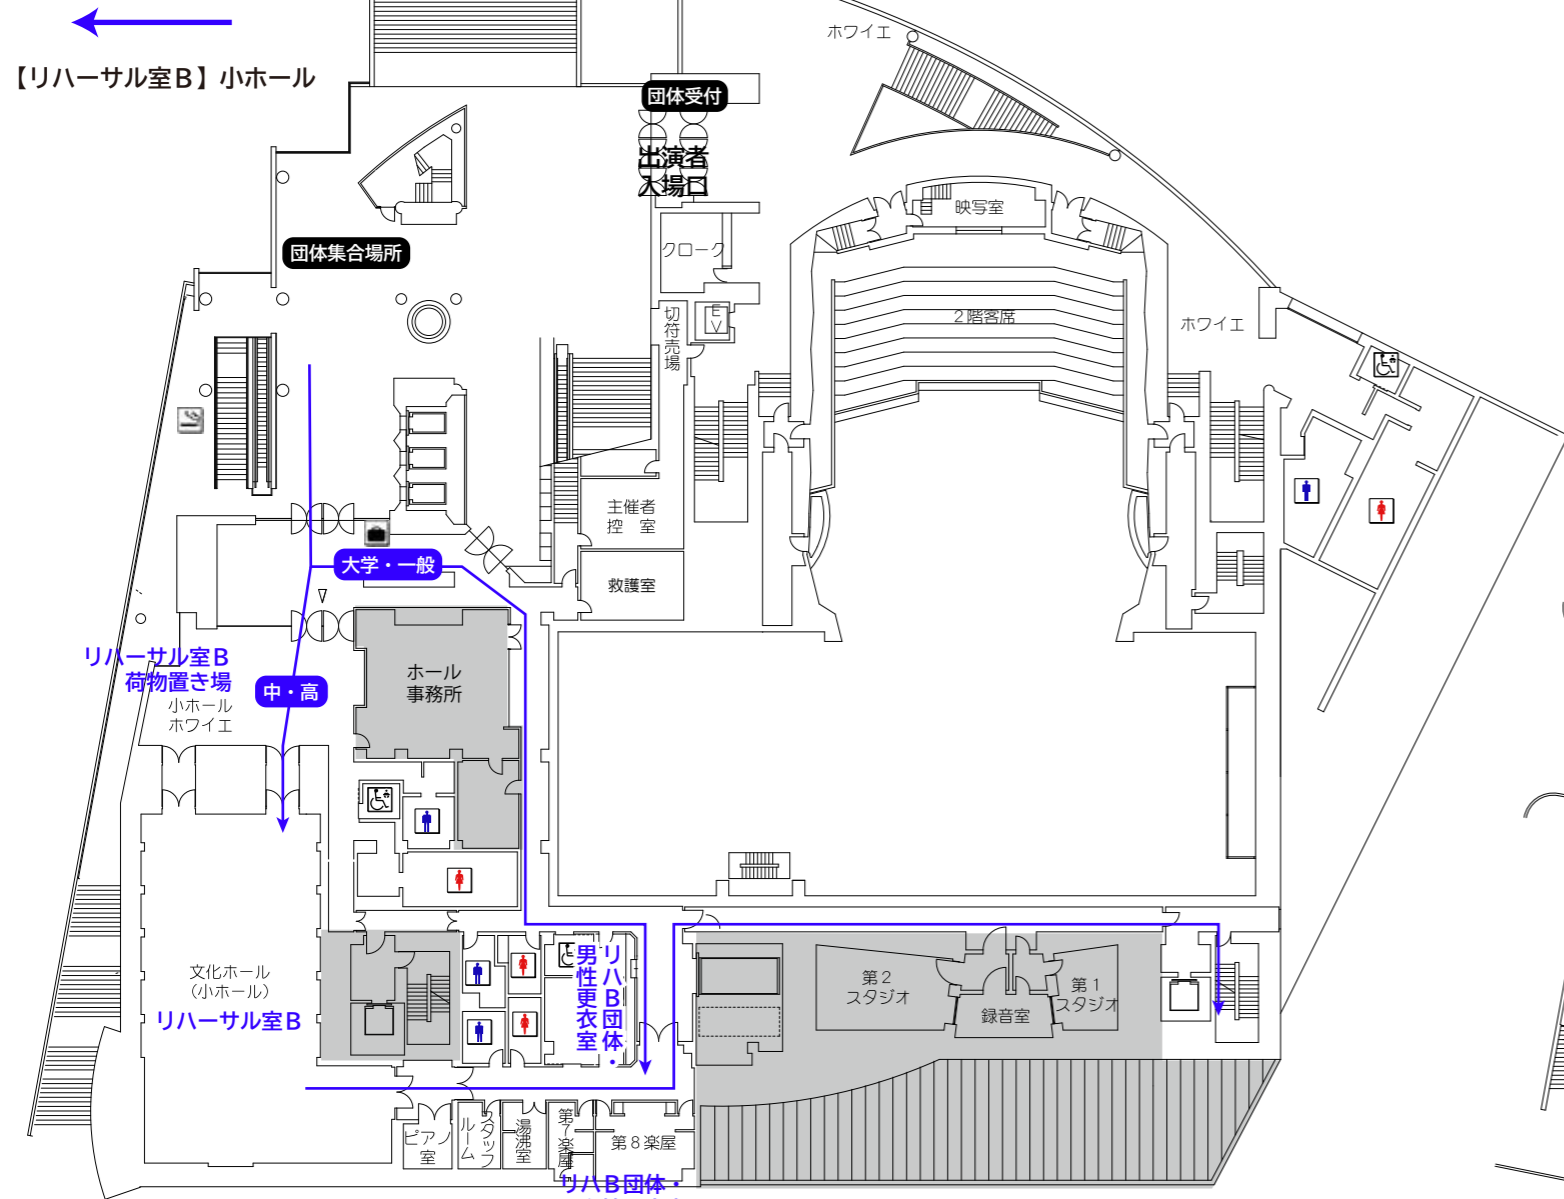 【リハーサル室B】小ホール
ホワイエ
団体受付
出演者
入場口
映写室
クローク
団体集合場所
EV
切符売場
２階客席
ホワイエ
主催者
控　室
大学・一般
救護室
リハーサル室B
荷物置き場
中・高
ホール
事務所
小ホール
ホワイエ
文化ホール
（小ホール）
リハーサル室B
リハB団体・
男性更衣室
第２
スタジオ
第１
スタジオ
録音室
ピアノ
室
スタッフ
ルーム
湯沸室
第７楽屋
第８楽屋
リハB団体・